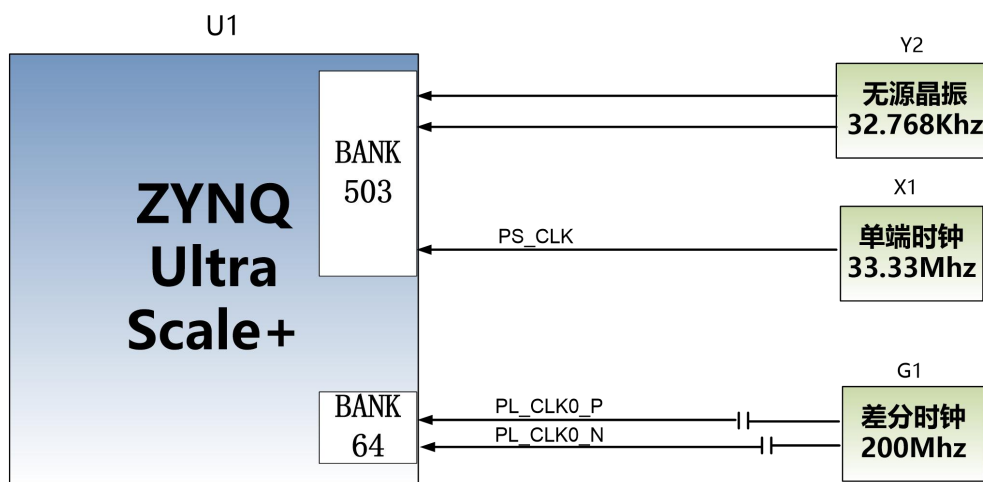 U1
ZYNQ
Ultra
Scale+
BANK
503
BANK
64
PS_CLK
PL_CLK0_P
PL_CLK0_N
Y2
无源晶振
32.768Khz
X1
单端时钟
33.33Mhz
G1
差分时钟
200Mhz